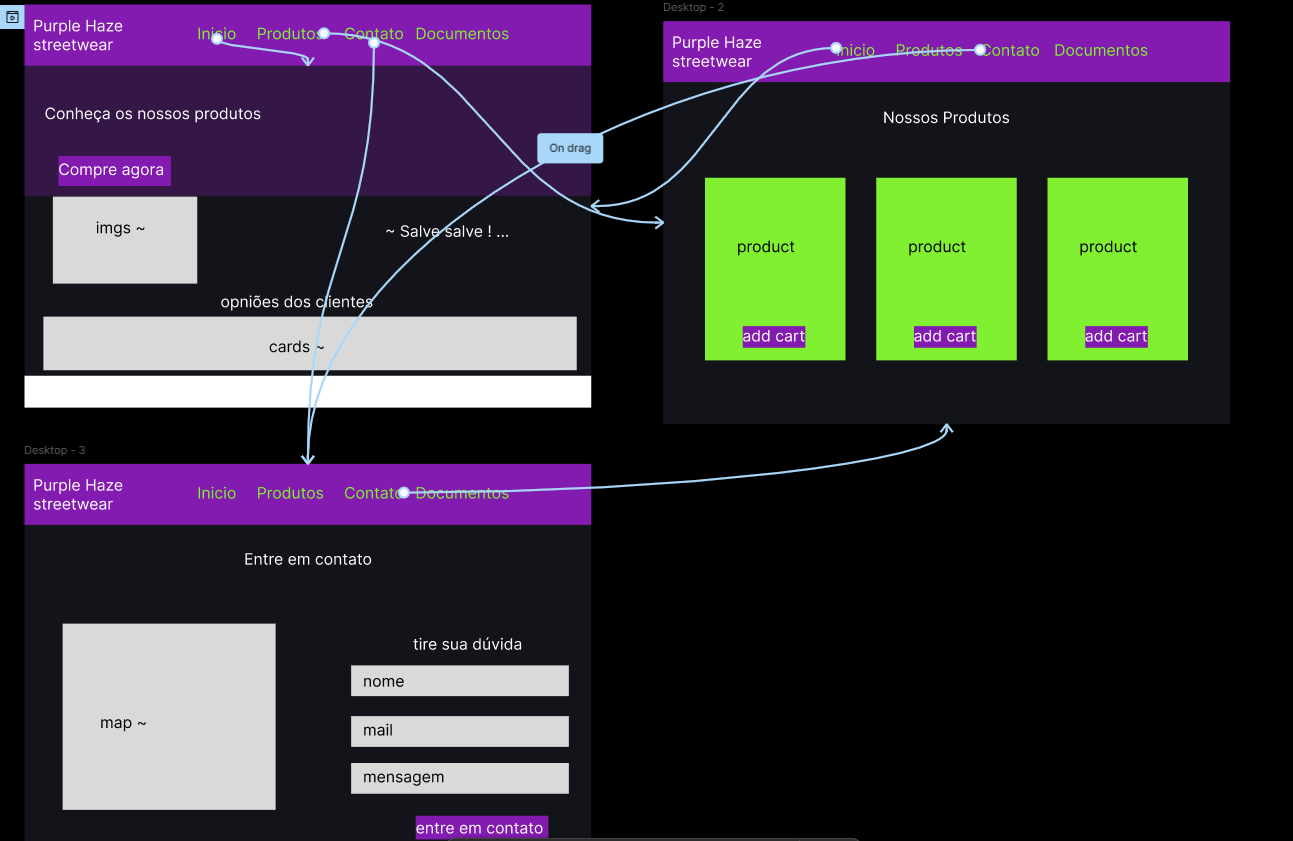 Purple Haze
streetwear
Inicio Produtos Contato Documentos
Conheça os nossos produtos
Compre agora
imgs ~
~ Salve salve ! ...
opniões dos clientes
cards ~
On drag
Desktop - 2
Purple Haze
streetwear
Inicio Produtos Contato Documentos
Nossos Produtos
product
product
product
add cart
add cart
add cart
Desktop - 3
Purple Haze
streetwear
Inicio Produtos Contato Documentos
Entre em contato
map ~
tire sua dúvida
nome
mail
mensagem
entre em contato